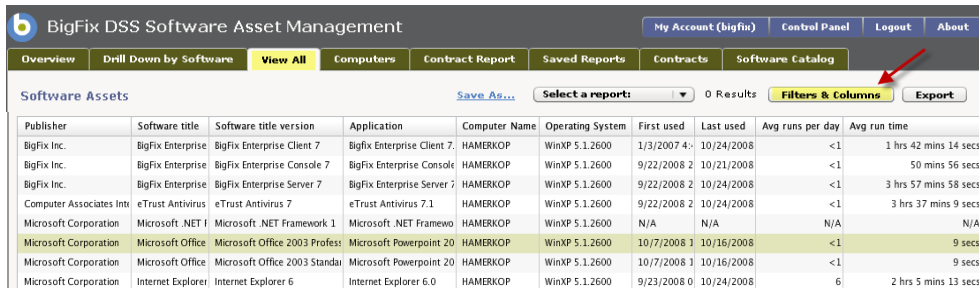 BigFix DSS Software Asset Management
My Account (bigfix) Control Panel Logout About
Overview Drill Down by Software View All Computers Contract Report Saved Reports Contracts Software Catalog
Software Assets Save As... Select a report: 0 Results Filters & Columns Export
Publisher Software title Software title version Application Computer Name Operating System First used Last used Avg runs per day Avg run time
BigFix Inc. BigFix Enterprise BigFix Enterprise Client 7 BigFix Enterprise Client 7. HAMERKOP WinXP 5.1.2600 1/3/2007 4: 10/24/2008 <1 1 hr 42 mins 14 secs
BigFix Inc. BigFix Enterprise BigFix Enterprise Console 7 BigFix Enterprise Console HAMERKOP WinXP 5.1.2600 9/22/2008 2 10/21/2008 <1 50 mins 56 secs
BigFix Inc. BigFix Enterprise BigFix Enterprise Server 7 BigFix Enterprise Server 7 HAMERKOP WinXP 5.1.2600 9/22/2008 2 10/24/2008 <1 3 hrs 57 mins 58 secs
Computer Associates Inte eTrust Antivirus eTrust Antivirus 7 eTrust Antivirus 7.1 HAMERKOP WinXP 5.1.2600 9/22/2008 2 10/24/2008 <1 3 hrs 37 mins 9 secs
Microsoft Corporation Microsoft .NET F Microsoft .NET Framework 1 Microsoft .NET Framewo HAMERKOP WinXP 5.1.2600 N/A N/A N/A N/A
Microsoft Corporation Microsoft Office Microsoft Office 2003 Profess Microsoft Powerpoint 20 HAMERKOP WinXP 5.1.2600 10/7/2008 1 10/16/2008 <1 9 secs
Microsoft Corporation Microsoft Office Microsoft Office 2003 Standar Microsoft Powerpoint 20 HAMERKOP WinXP 5.1.2600 10/7/2008 1 10/16/2008 <1 9 secs
Microsoft Corporation Internet Explorer Internet Explorer 6 Internet Explorer 6.0 HAMERKOP WinXP 5.1.2600 9/23/2008 0 10/24/2008 6 2 hrs 5 mins 13 secs